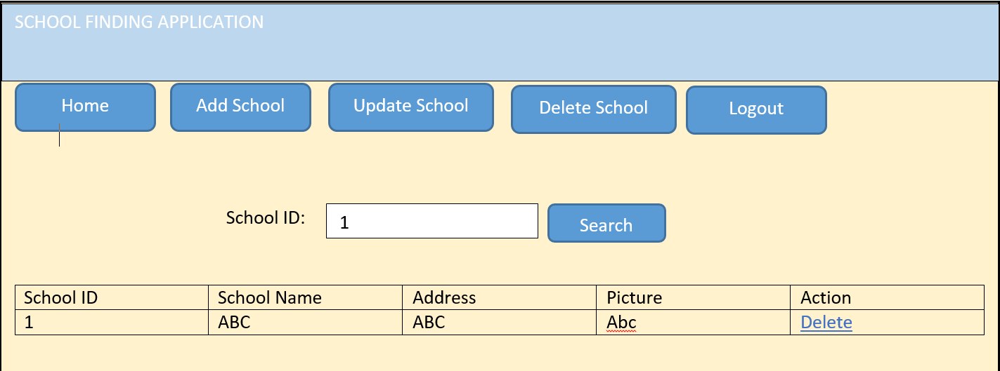 SCHOOL FINDING APPLICATION
Home Add School Update School Delete School Logout
School ID: 1 Search
School ID School Name Address Picture Action
1 ABC ABC Abc Delete